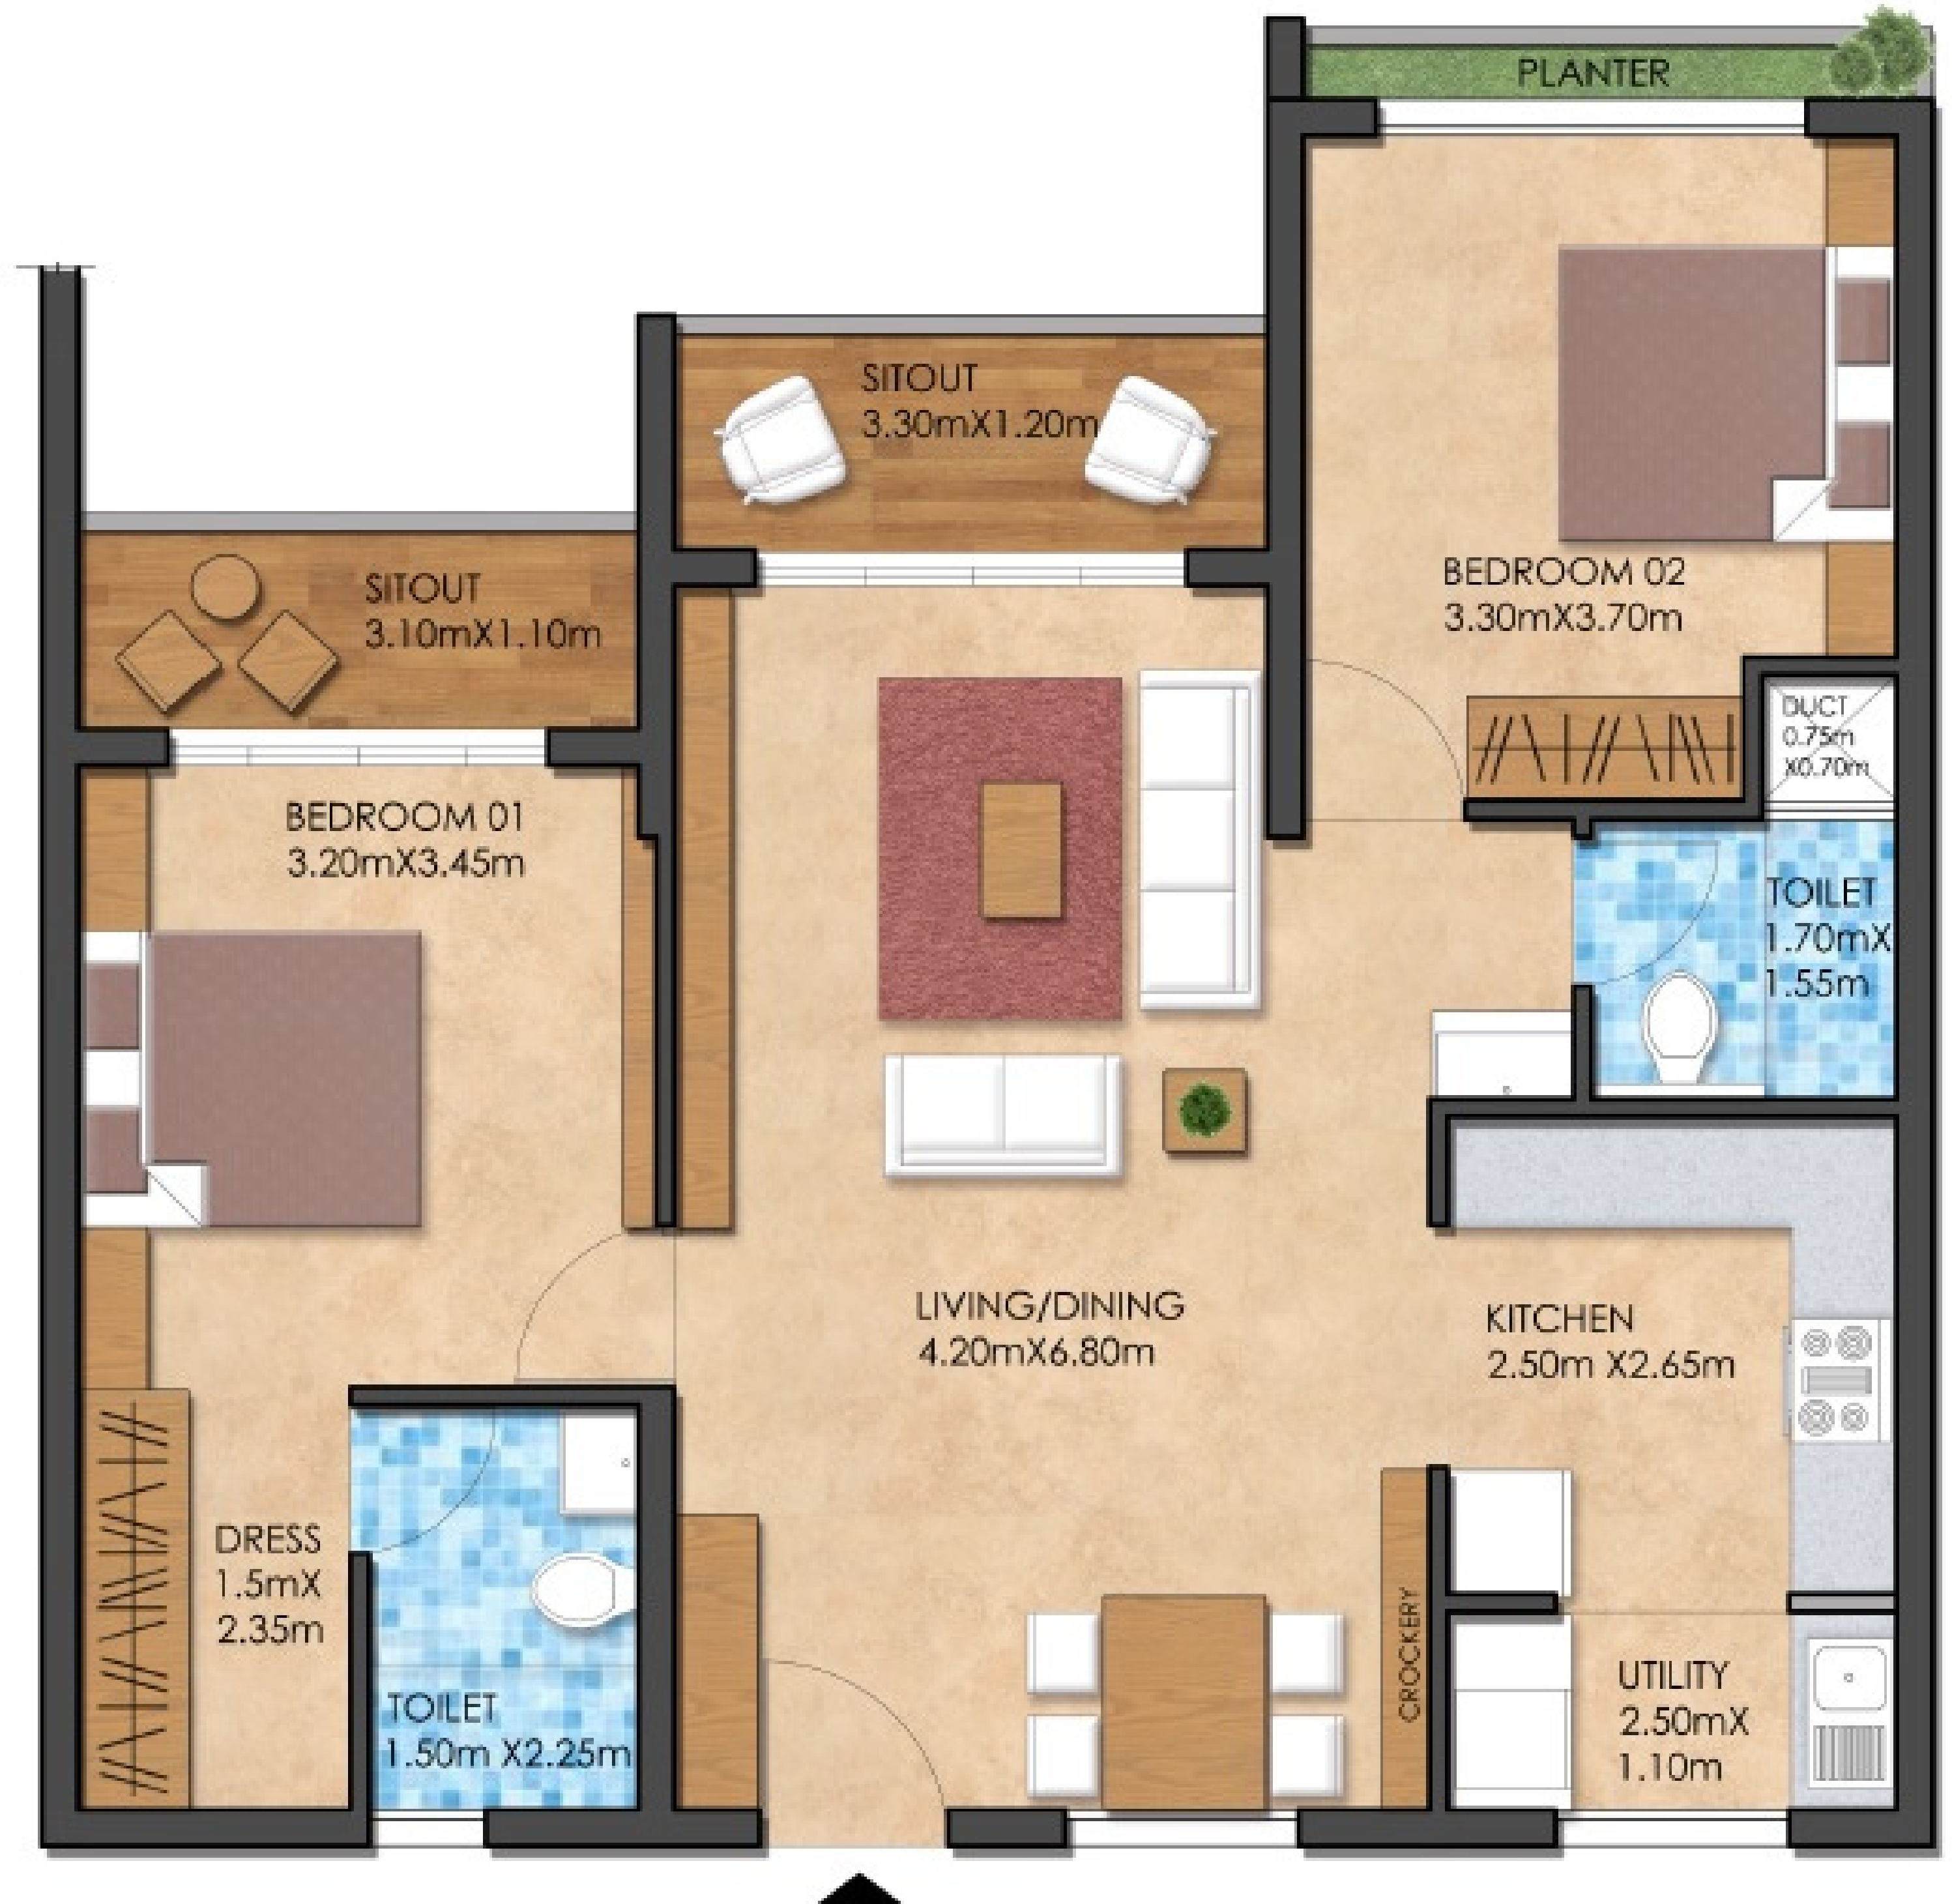 PLANTER
SITOUT
3.30mX1.20m
BEDROOM 02
3.30mX3.70m
SITOUT
3.10mX1.10m
DUCT
0.75m
X0.70m
BEDROOM 01
3.20mX3.45m
TOILET
1.70mX
1.55m
LIVING/DINING
4.20mX6.80m
KITCHEN
2.50m X2.65m
DRESS
1.5mX
2.35m
CROCKERY
TOILET
1.50m X2.25m
UTILITY
2.50mX
1.10m